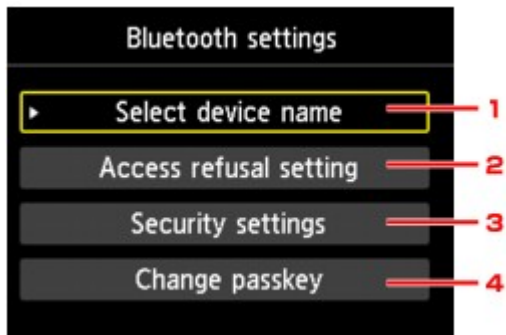 Bluetooth settings
Select device name 1
Access refusal setting 2
Security settings 3
Change passkey 4